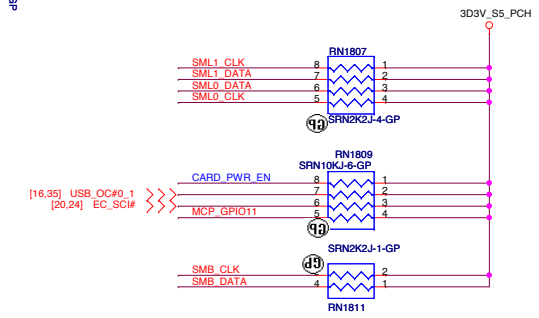 GP
3D3V_S5_PCH
RN1807
SML1_CLK 8 1
SML1_DATA 7 2
SML0_DATA 6 3
SML0_CLK 5 4
GP SRN2K2J-4-GP
RN1809
SRN10KJ-6-GP
CARD_PWR_EN 8 1
[16,35] USB_OC#0_1 7 2
[20,24] EC_SCI# 6 3
MCP_GPIO11 5 4
GP
SRN2K2J-1-GP
GP
SMB_CLK 3 2
SMB_DATA 4 1
RN1811